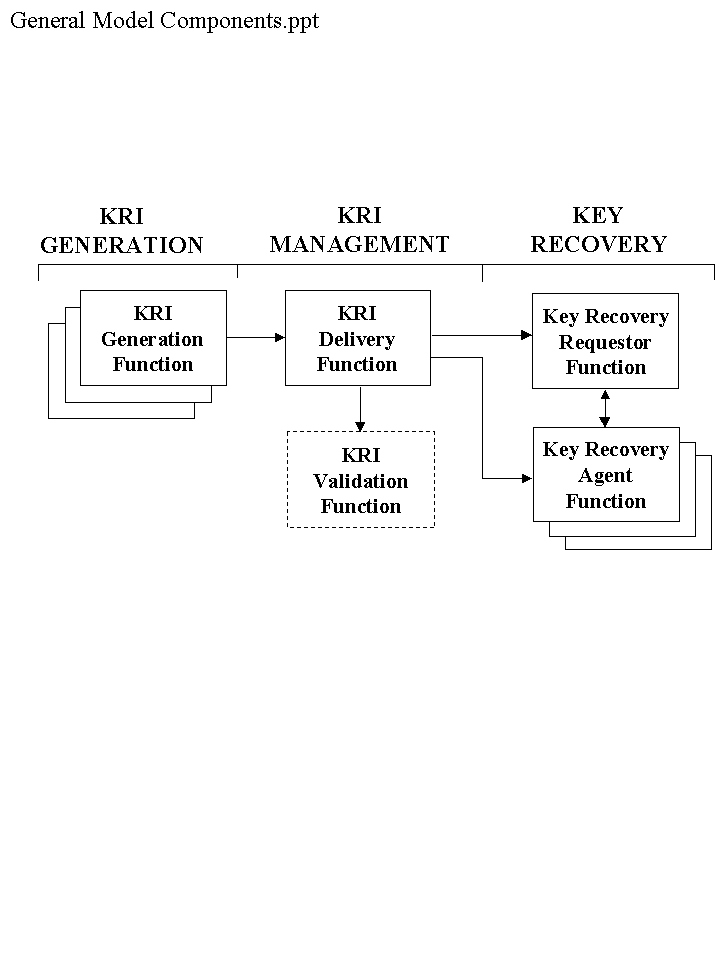 General Model Components.ppt
KRI
GENERATION
KRI
MANAGEMENT
KEY
RECOVERY
KRI
Generation
Function
KRI
Delivery
Function
Key Recovery
Requestor
Function
KRI
Validation
Function
Key Recovery
Agent
Function